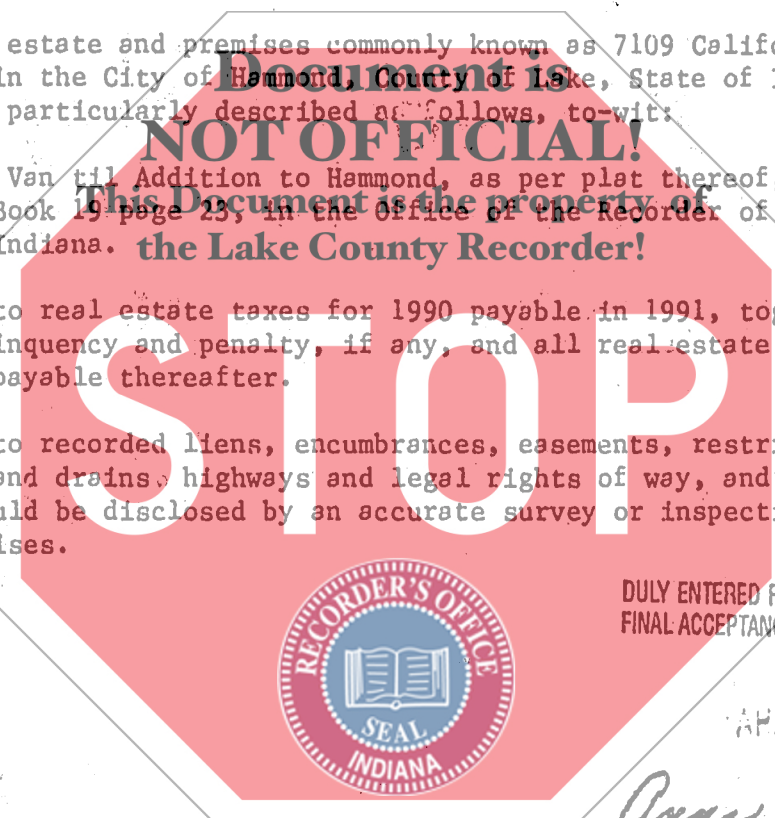 estate and premises commonly known as 7109 Califo
in the City of Hammond, County of Lake, State of
particularly described as follows, to-wit:
Document is
NOT OFFICIAL!
Van til Addition to Hammond, as per plat thereof
Book 19 page 23, in the Office of the Recorder of
Indiana.
This Document is the property of
the Lake County Recorder!
to real estate taxes for 1990 payable in 1991, tog
inquency and penalty, if any, and all real estate
payable thereafter.
STOP
to recorded liens, encumbrances, easements, restri
and drains, highways and legal rights of way, and
uld be disclosed by an accurate survey or inspecti
ises.
DULY ENTERED F
FINAL ACCEPTANC
RECORDER'S OFFICE
SEAL
INDIANA
AP